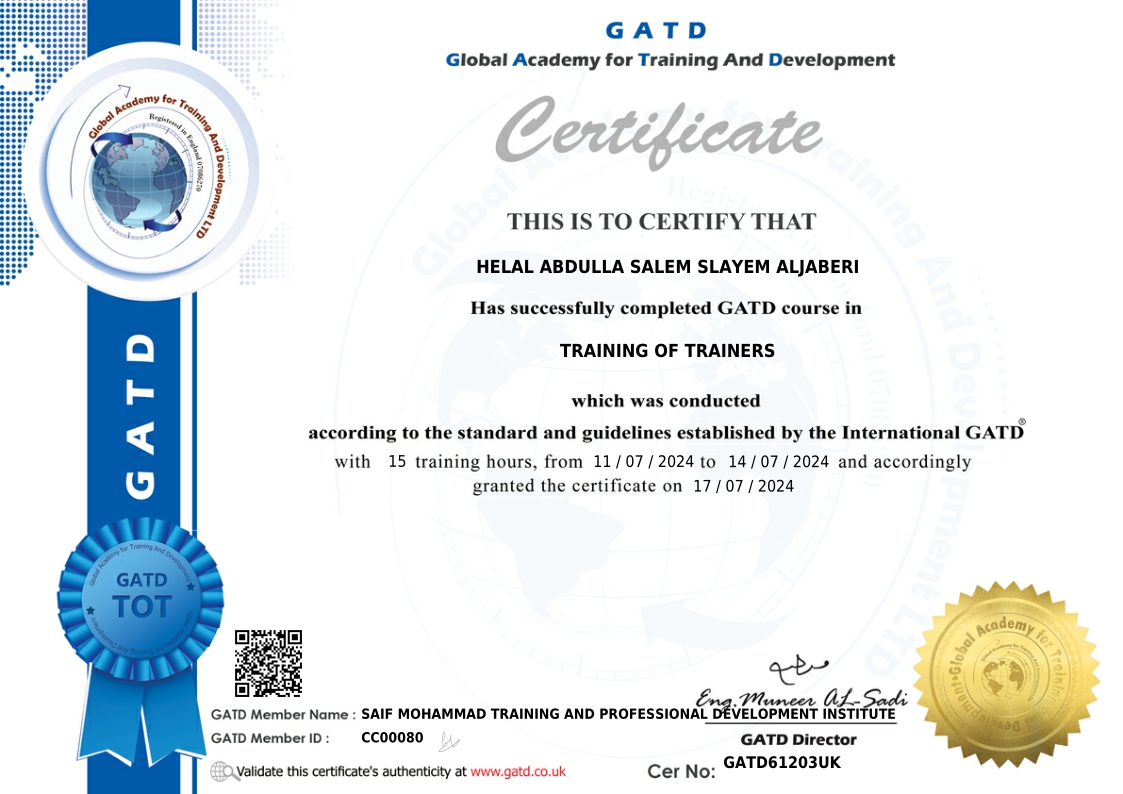 G A T D
Global Academy for Training And Development
Certificate
Global Academy for Training And Development LTD
Registered in England 07086270
THIS IS TO CERTIFY THAT
HELAL ABDULLA SALEM SLAYEM ALJABERI
Has successfully completed GATD course in
TRAINING OF TRAINERS
which was conducted
according to the standard and guidelines established by the International GATD®
with 15 training hours, from 11 / 07 / 2024 to 14 / 07 / 2024 and accordingly
granted the certificate on 17 / 07 / 2024
GATD
Global Academy for Training And Development
GATD
TOT
Eng. Muneer AL-Sadi
GATD Member Name : SAIF MOHAMMAD TRAINING AND PROFESSIONAL DEVELOPMENT INSTITUTE
GATD Member ID : CC00080
GATD Director
Validate this certificate's authenticity at www.gatd.co.uk
Cer No: GATD61203UK
Global Academy for Training